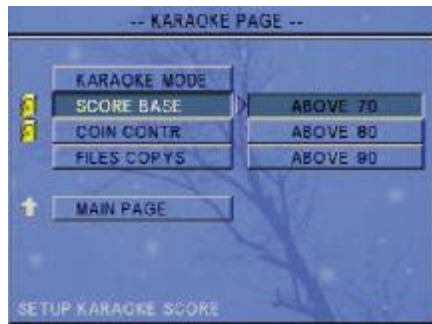 -- KARAOKE PAGE --
KARAOKE MODE
SCORE BASE ABOVE 70
COIN CONTR ABOVE 80
FILES COPYS ABOVE 90
MAIN PAGE
SETUP KARAOKE SCORE